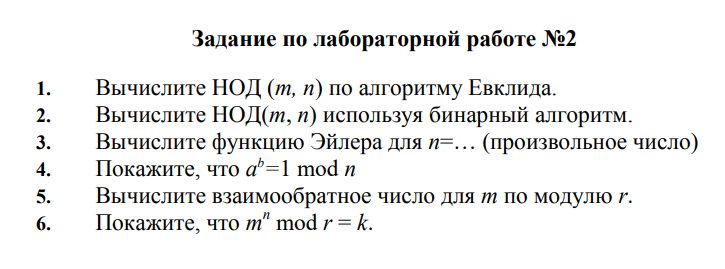 Задание по лабораторной работе №2
1. Вычислите НОД (m, n) по алгоритму Евклида.
2. Вычислите НОД(m, n) используя бинарный алгоритм.
3. Вычислите функцию Эйлера для n=… (произвольное число)
4. Покажите, что aᵇ=1 mod n
5. Вычислите взаимообратное число для m по модулю r.
6. Покажите, что mⁿ mod r = k.